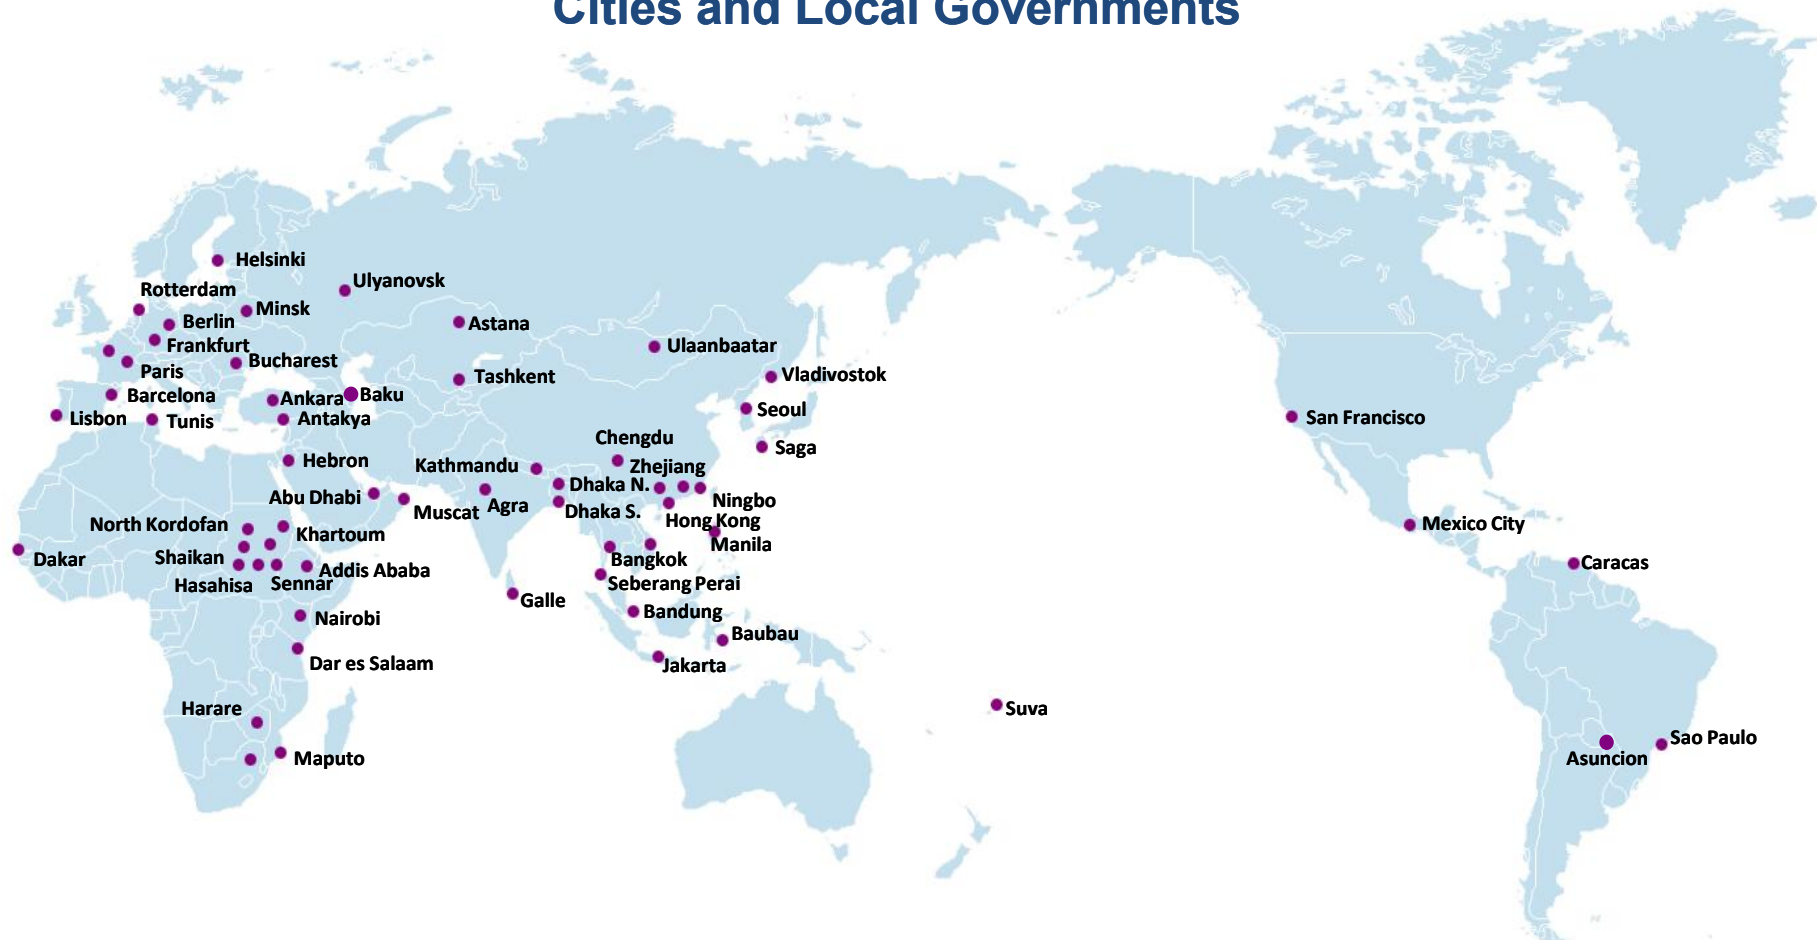 Cities and Local Governments
Helsinki
Ulyanovsk
Rotterdam
Minsk
Berlin
Astana
Frankfurt
Ulaanbaatar
Bucharest
Paris
Tashkent
Vladivostok
Barcelona
Ankara
Baku
Seoul
Lisbon
Tunis
Antakya
San Francisco
Chengdu
Saga
Hebron
Kathmandu
Zhejiang
Abu Dhabi
Dhaka N.
Muscat
Agra
Ningbo
Dhaka S.
Hong Kong
North Kordofan
Khartoum
Mexico City
Manila
Dakar
Shaikan
Bangkok
Caracas
Addis Ababa
Hasahisa
Sennar
Seberang Perai
Galle
Bandung
Nairobi
Baubau
Dar es Salaam
Jakarta
Harare
Suva
Sao Paulo
Maputo
Asuncion